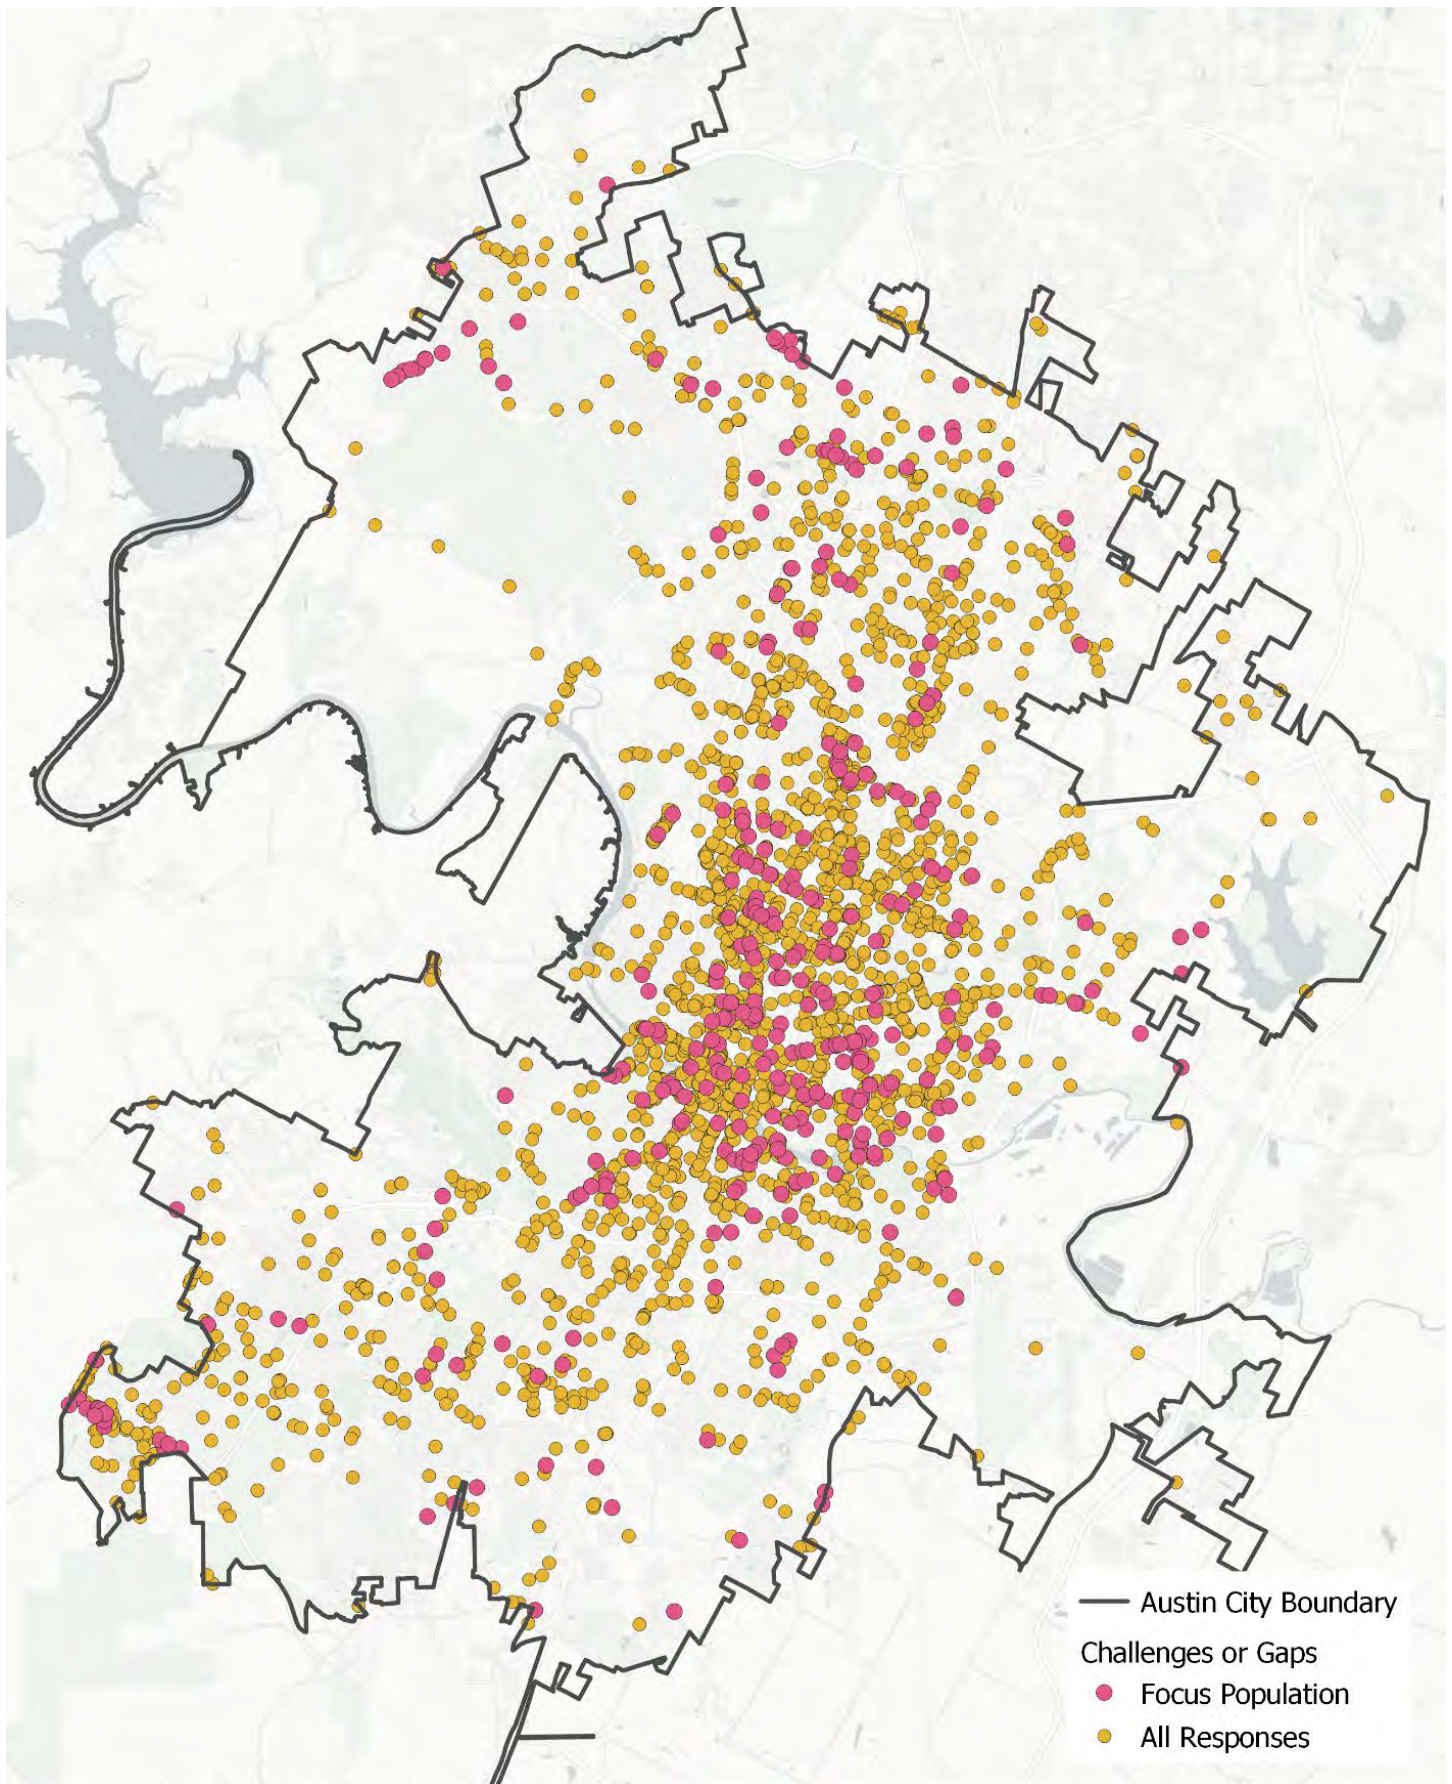 Austin City Boundary
Challenges or Gaps
Focus Population
All Responses